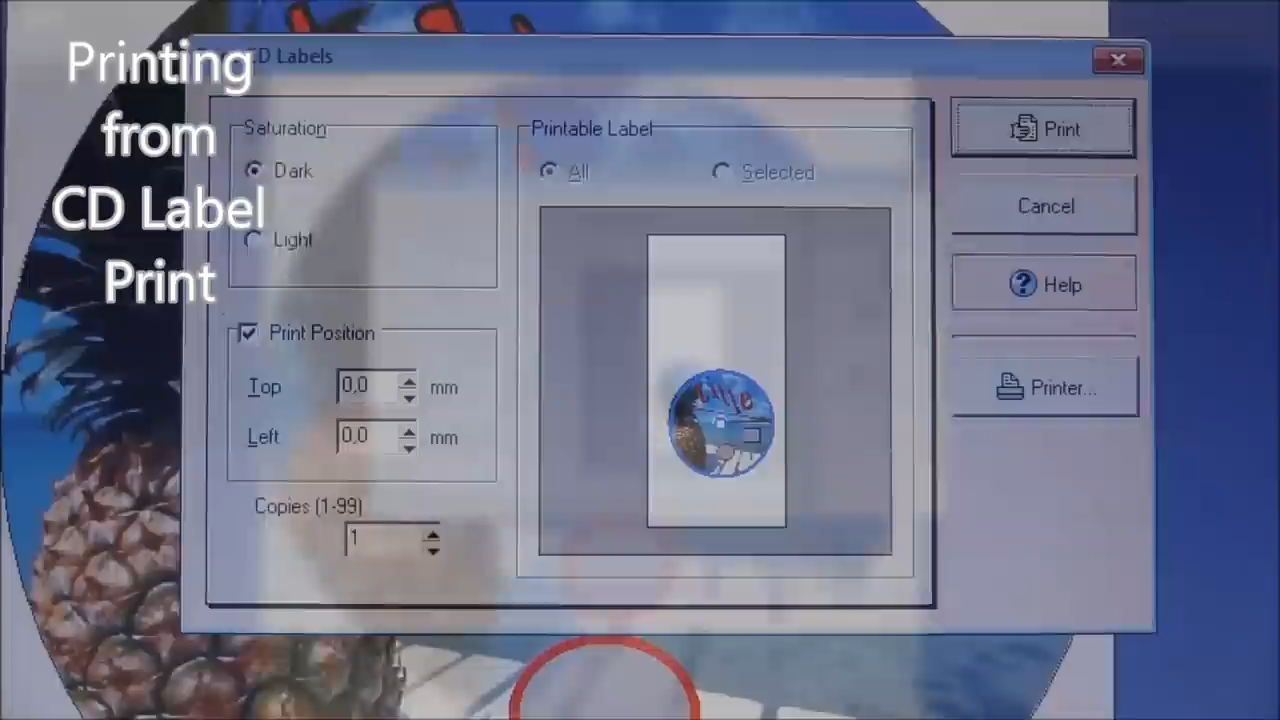 Printing
from
CD Label
Print
CD Labels
Saturation
Dark
Light
Print Position
Top 0,0 mm
Left 0,0 mm
Copies (1-99)
1
Printable Label
All Selected
Title
Print
Cancel
? Help
Printer...